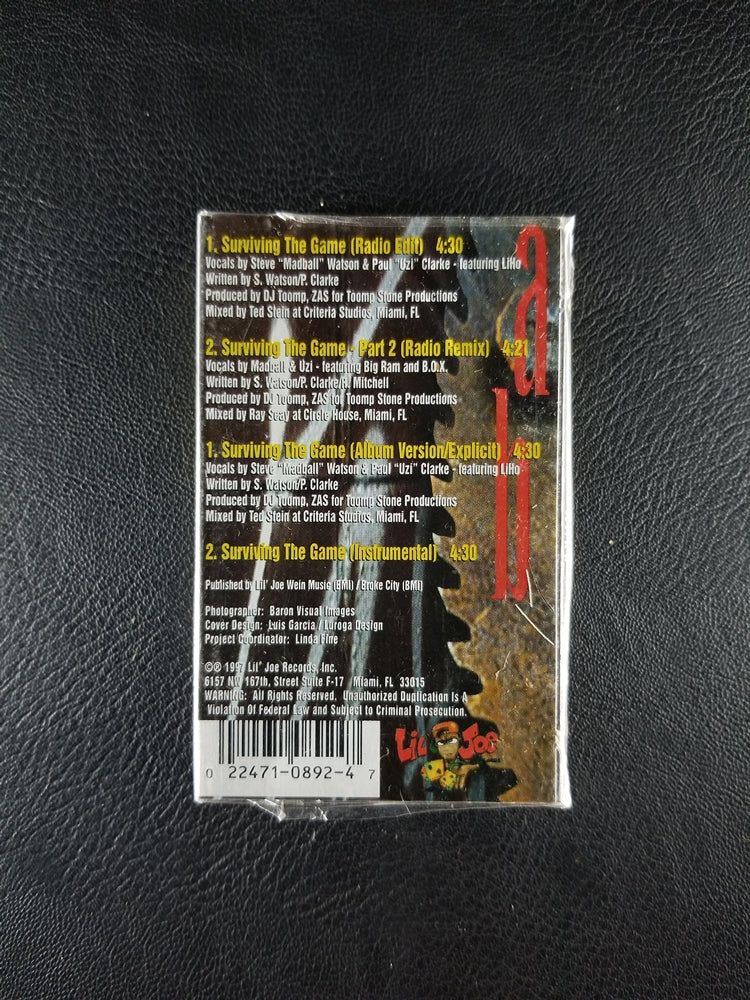 a
1. Surviving The Game (Radio Edit) 4:30
Vocals by Steve "Madball" Watson & Paul "Uzi" Clarke - featuring LiHo
Written by S. Watson/P. Clarke
Produced by DJ Toomp, ZAS for Toomp Stone Productions
Mixed by Ted Stein at Criteria Studios, Miami, FL
2. Surviving The Game - Part 2 (Radio Remix) 4:21
Vocals by Madball & Uzi - featuring Big Ram and B.O.X.
Written by S. Watson/P. Clarke/R. Mitchell
Produced by DJ Toomp, ZAS for Toomp Stone Productions
Mixed by Ray Seay at Circle House, Miami, FL
b
1. Surviving The Game (Album Version/Explicit) 4:30
Vocals by Steve "Madball" Watson & Paul "Uzi" Clarke - featuring LiHo
Written by S. Watson/P. Clarke
Produced by DJ Toomp, ZAS for Toomp Stone Productions
Mixed by Ted Stein at Criteria Studios, Miami, FL
2. Surviving The Game (Instrumental) 4:30
Published by Lil' Joe Wein Music (BMI) / Broke City (BMI)
Photographer: Baron Visual Images
Cover Design: Luis Garcia / Luroga Design
Project Coordinator: Linda Fine
©℗ 1997 Lil' Joe Records, Inc.
6157 NW 167th, Street Suite F-17 Miami, FL 33015
WARNING: All Rights Reserved. Unauthorized Duplication Is A
Violation Of Federal Law and Subject to Criminal Prosecution.
Lil Joe
0 22471-0892-4 7